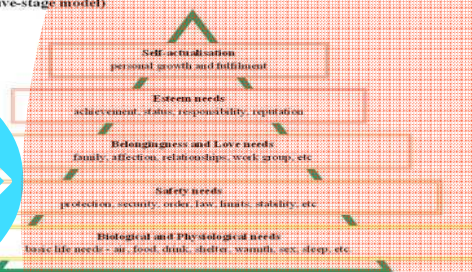 ive-stage model)
Self-actualisation
personal growth and fulfilment
Esteem needs
achievement, status, responsibility, reputation
Belongingness and Love needs
family, affection, relationships, work group, etc
Safety needs
protection, security, order, law, limits, stability, etc
Biological and Physiological needs
basic life needs - air, food, drink, shelter, warmth, sex, sleep, etc